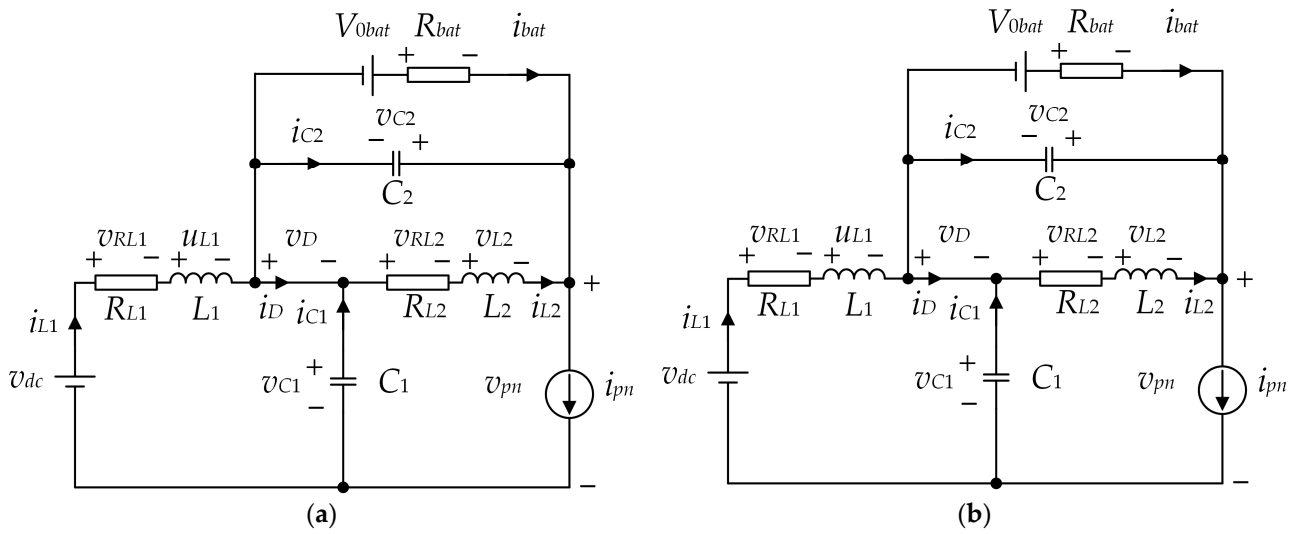 V0bat Rbat ibat
+ −
vC2
iC2 − +
C2
vRL1 uL1 vD vRL2 vL2
+ − + − + − + − + − +
RL1 L1 iD iC1 RL2 L2 iL2
iL1
vdc vC1 + − C1 vpn ipn
−
(a)
V0bat Rbat ibat
+ −
vC2
iC2 − +
C2
vRL1 uL1 vD vRL2 vL2
+ − + − + − + − + − +
RL1 L1 iD iC1 RL2 L2 iL2
iL1
vdc vC1 + − C1 vpn ipn
−
(b)